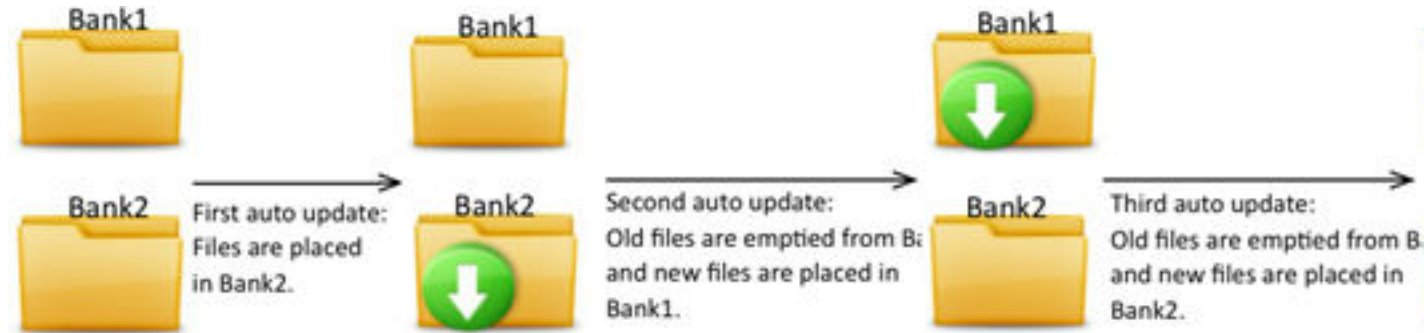 Bank1
Bank1
Bank1
Bank2
First auto update:
Files are placed
in Bank2.
Bank2
Second auto update:
Old files are emptied from
and new files are placed in
Bank1.
Bank2
Third auto update:
Old files are emptied from
and new files are placed in
Bank2.